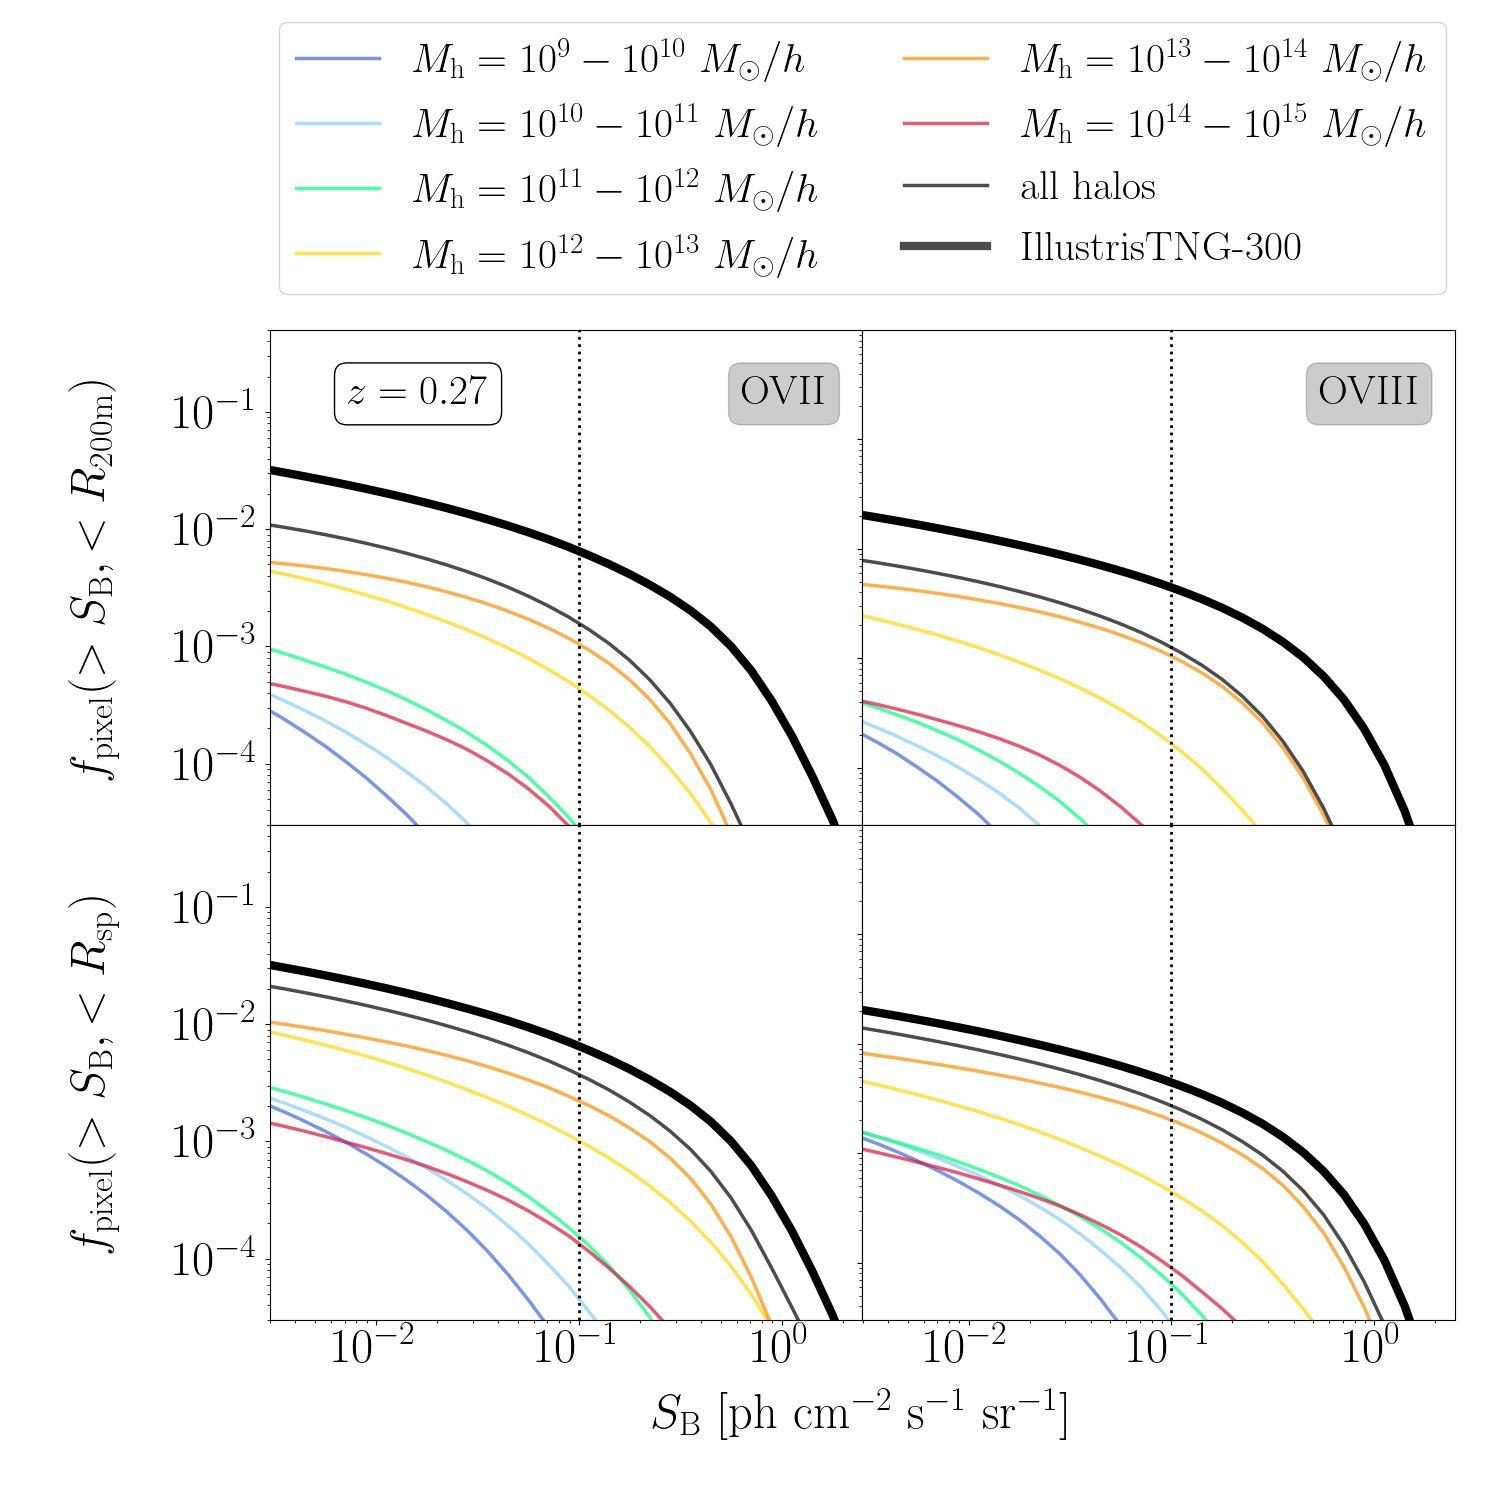 M_h = 10^9 − 10^10 M_⊙/h
M_h = 10^10 − 10^11 M_⊙/h
M_h = 10^11 − 10^12 M_⊙/h
M_h = 10^12 − 10^13 M_⊙/h
M_h = 10^13 − 10^14 M_⊙/h
M_h = 10^14 − 10^15 M_⊙/h
all halos
IllustrisTNG-300
z = 0.27
OVII
OVIII
f_pixel(> S_B, < R_200m)
10^−1
10^−2
10^−3
10^−4
f_pixel(> S_B, < R_sp)
10^−1
10^−2
10^−3
10^−4
10^−2 10^−1 10^0 10^−2 10^−1 10^0
S_B [ph cm^−2 s^−1 sr^−1]